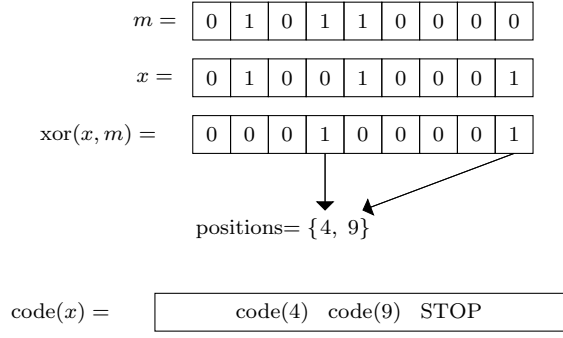 m = 0 1 0 1 1 0 0 0 0
x = 0 1 0 0 1 0 0 0 1
xor(x, m) = 0 0 0 1 0 0 0 0 1
positions= {4, 9}
code(x) = code(4) code(9) STOP